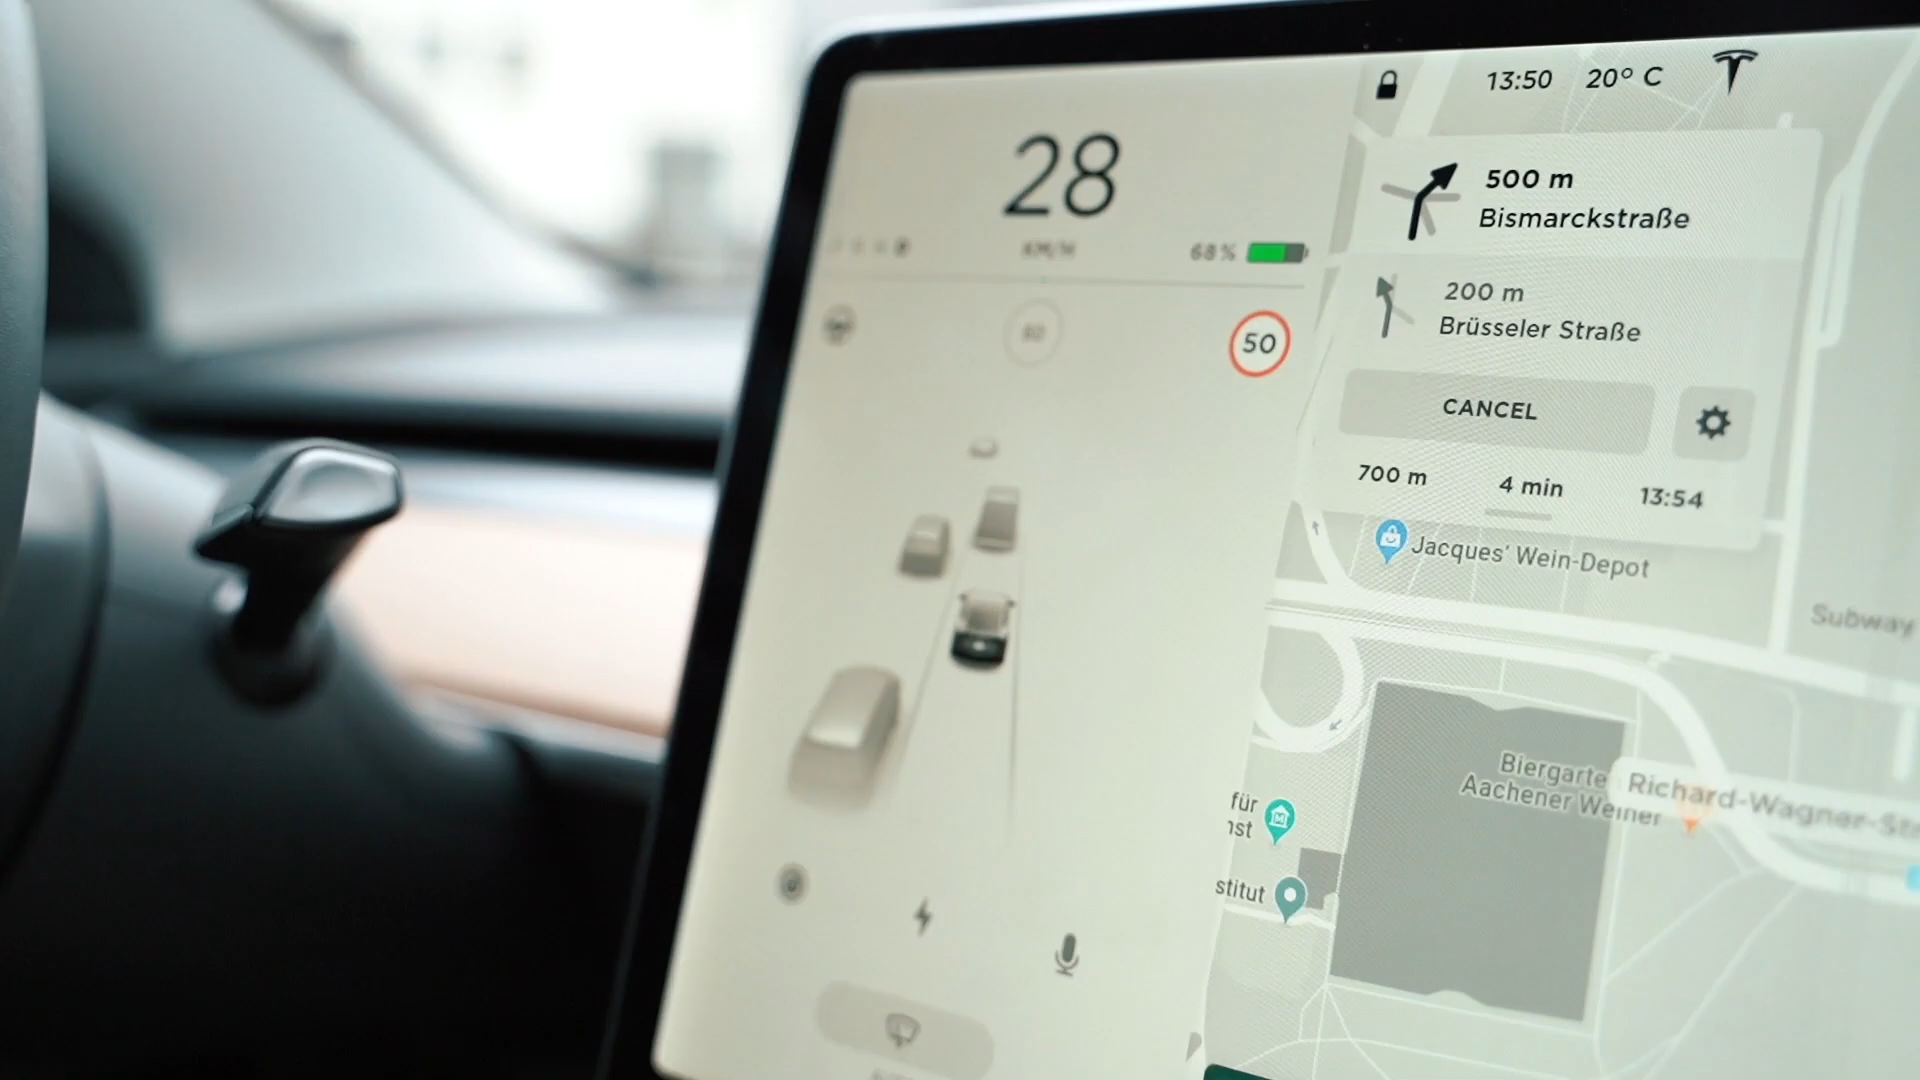 13:50 20° C
28
KM/H
68%
50
500 m
Bismarckstraße
200 m
Brüsseler Straße
CANCEL
700 m 4 min 13:54
Jacques' Wein-Depot
Subway
Aachener Weiher
Richard-Wagner-
für
stitut